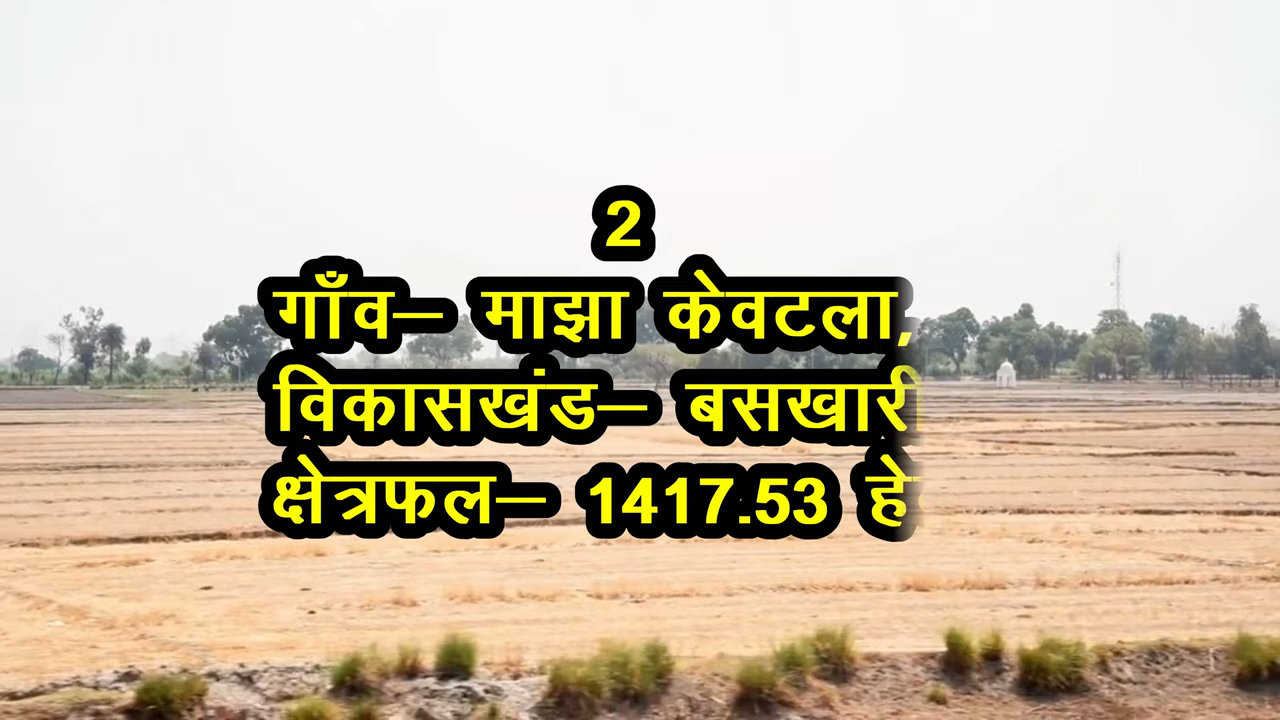 2
गाँव– माझा केवटला,
विकासखंड– बसखारी
क्षेत्रफल– 1417.53